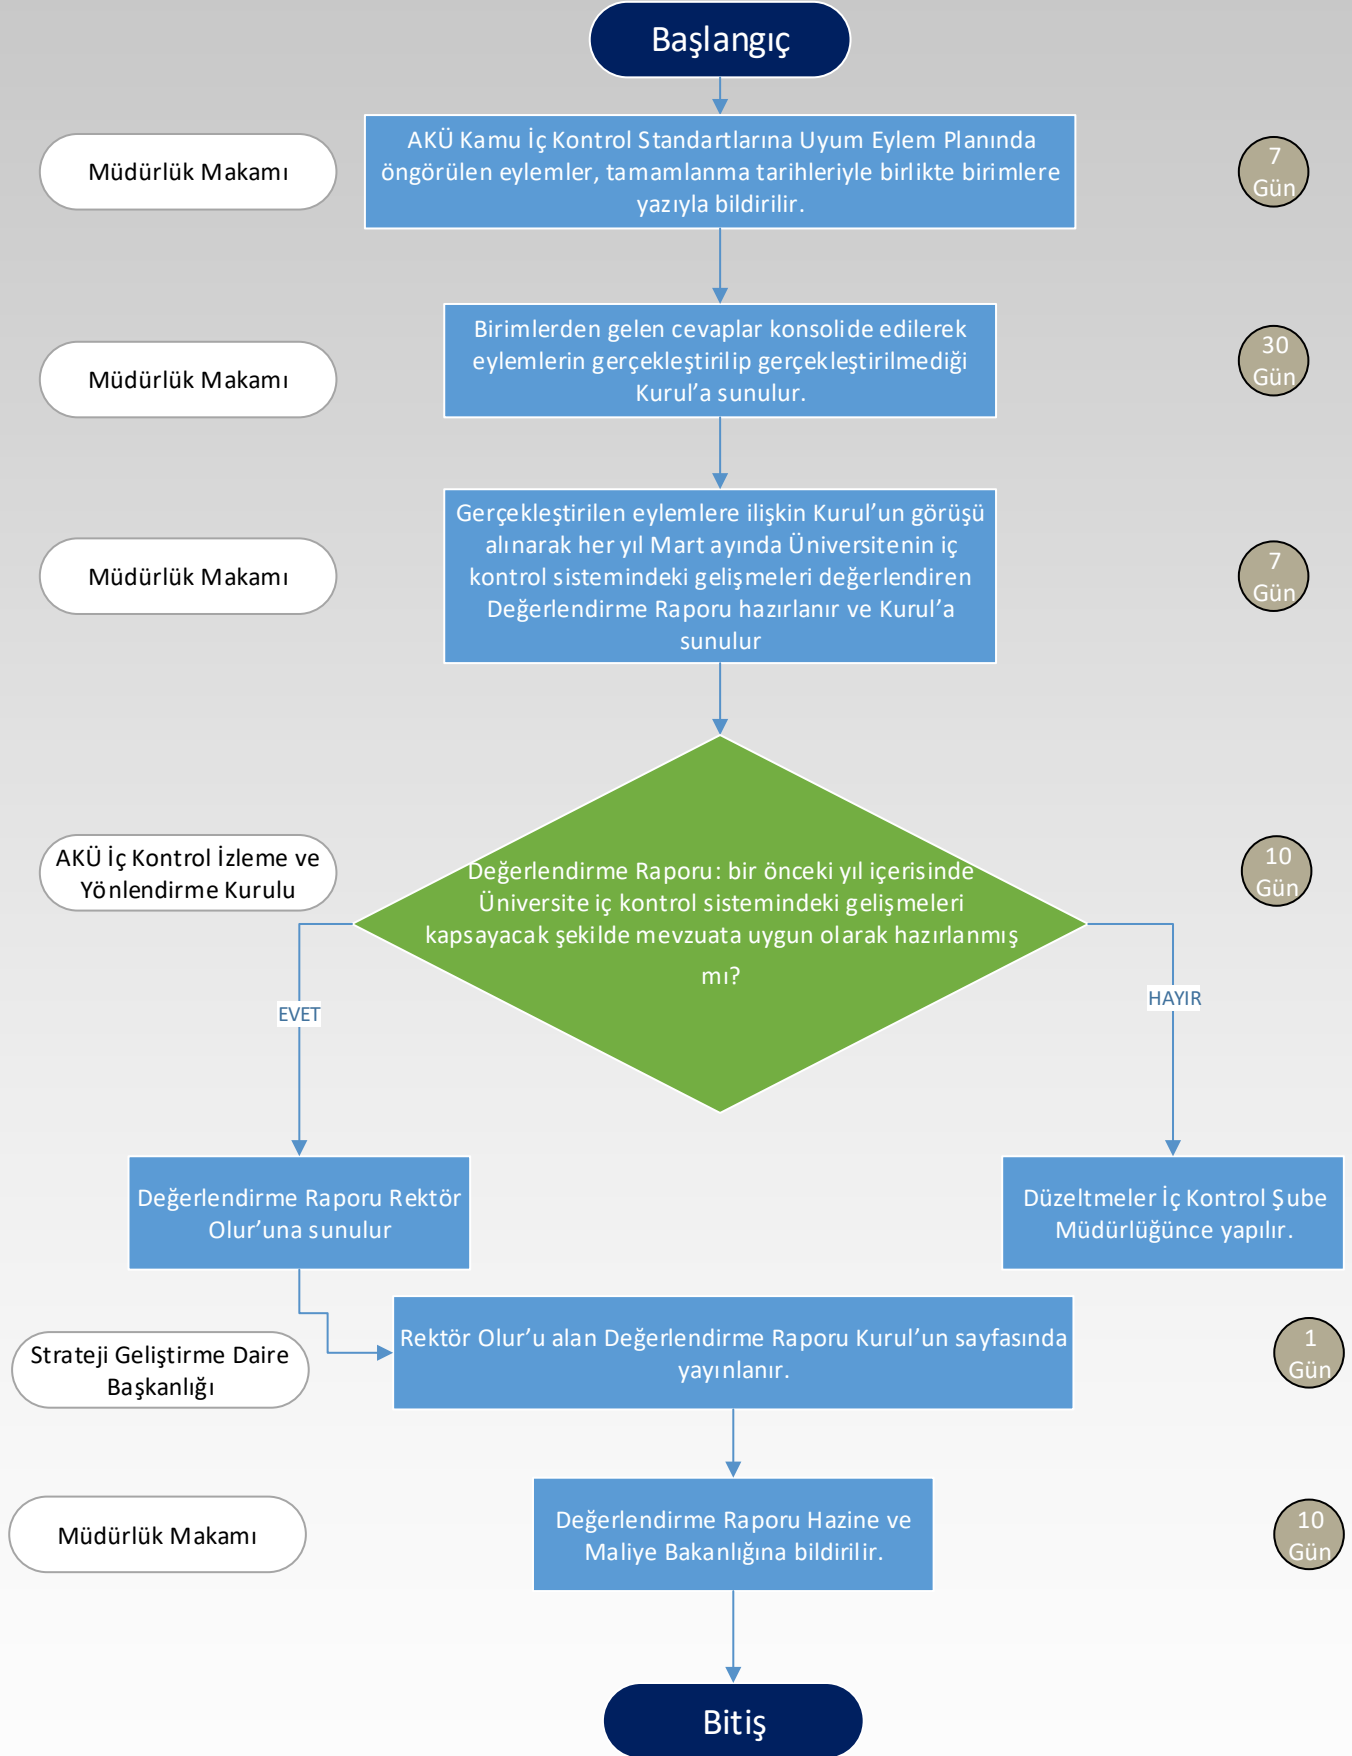 Başlangıç
Müdürlük Makamı
AKÜ Kamu İç Kontrol Standartlarına Uyum Eylem Planında
öngörülen eylemler, tamamlanma tarihleriyle birlikte birimlere
yazıyla bildirilir.
7
Gün
Müdürlük Makamı
Birimlerden gelen cevaplar konsolide edilerek
eylemlerin gerçekleştirilip gerçekleştirilmediği
Kurul’a sunulur.
30
Gün
Müdürlük Makamı
Gerçekleştirilen eylemlere ilişkin Kurul’un görüşü
alınarak her yıl Mart ayında Üniversitenin iç
kontrol sistemindeki gelişmeleri değerlendiren
Değerlendirme Raporu hazırlanır ve Kurul’a
sunulur
7
Gün
AKÜ İç Kontrol İzleme ve
Yönlendirme Kurulu
Değerlendirme Raporu: bir önceki yıl içerisinde
Üniversite iç kontrol sistemindeki gelişmeleri
kapsayacak şekilde mevzuata uygun olarak hazırlanmış
mı?
10
Gün
EVET
HAYIR
Değerlendirme Raporu Rektör
Olur’una sunulur
Düzeltmeler İç Kontrol Şube
Müdürlüğünce yapılır.
Strateji Geliştirme Daire
Başkanlığı
Rektör Olur’u alan Değerlendirme Raporu Kurul’un sayfasında
yayınlanır.
1
Gün
Müdürlük Makamı
Değerlendirme Raporu Hazine ve
Maliye Bakanlığına bildirilir.
10
Gün
Bitiş